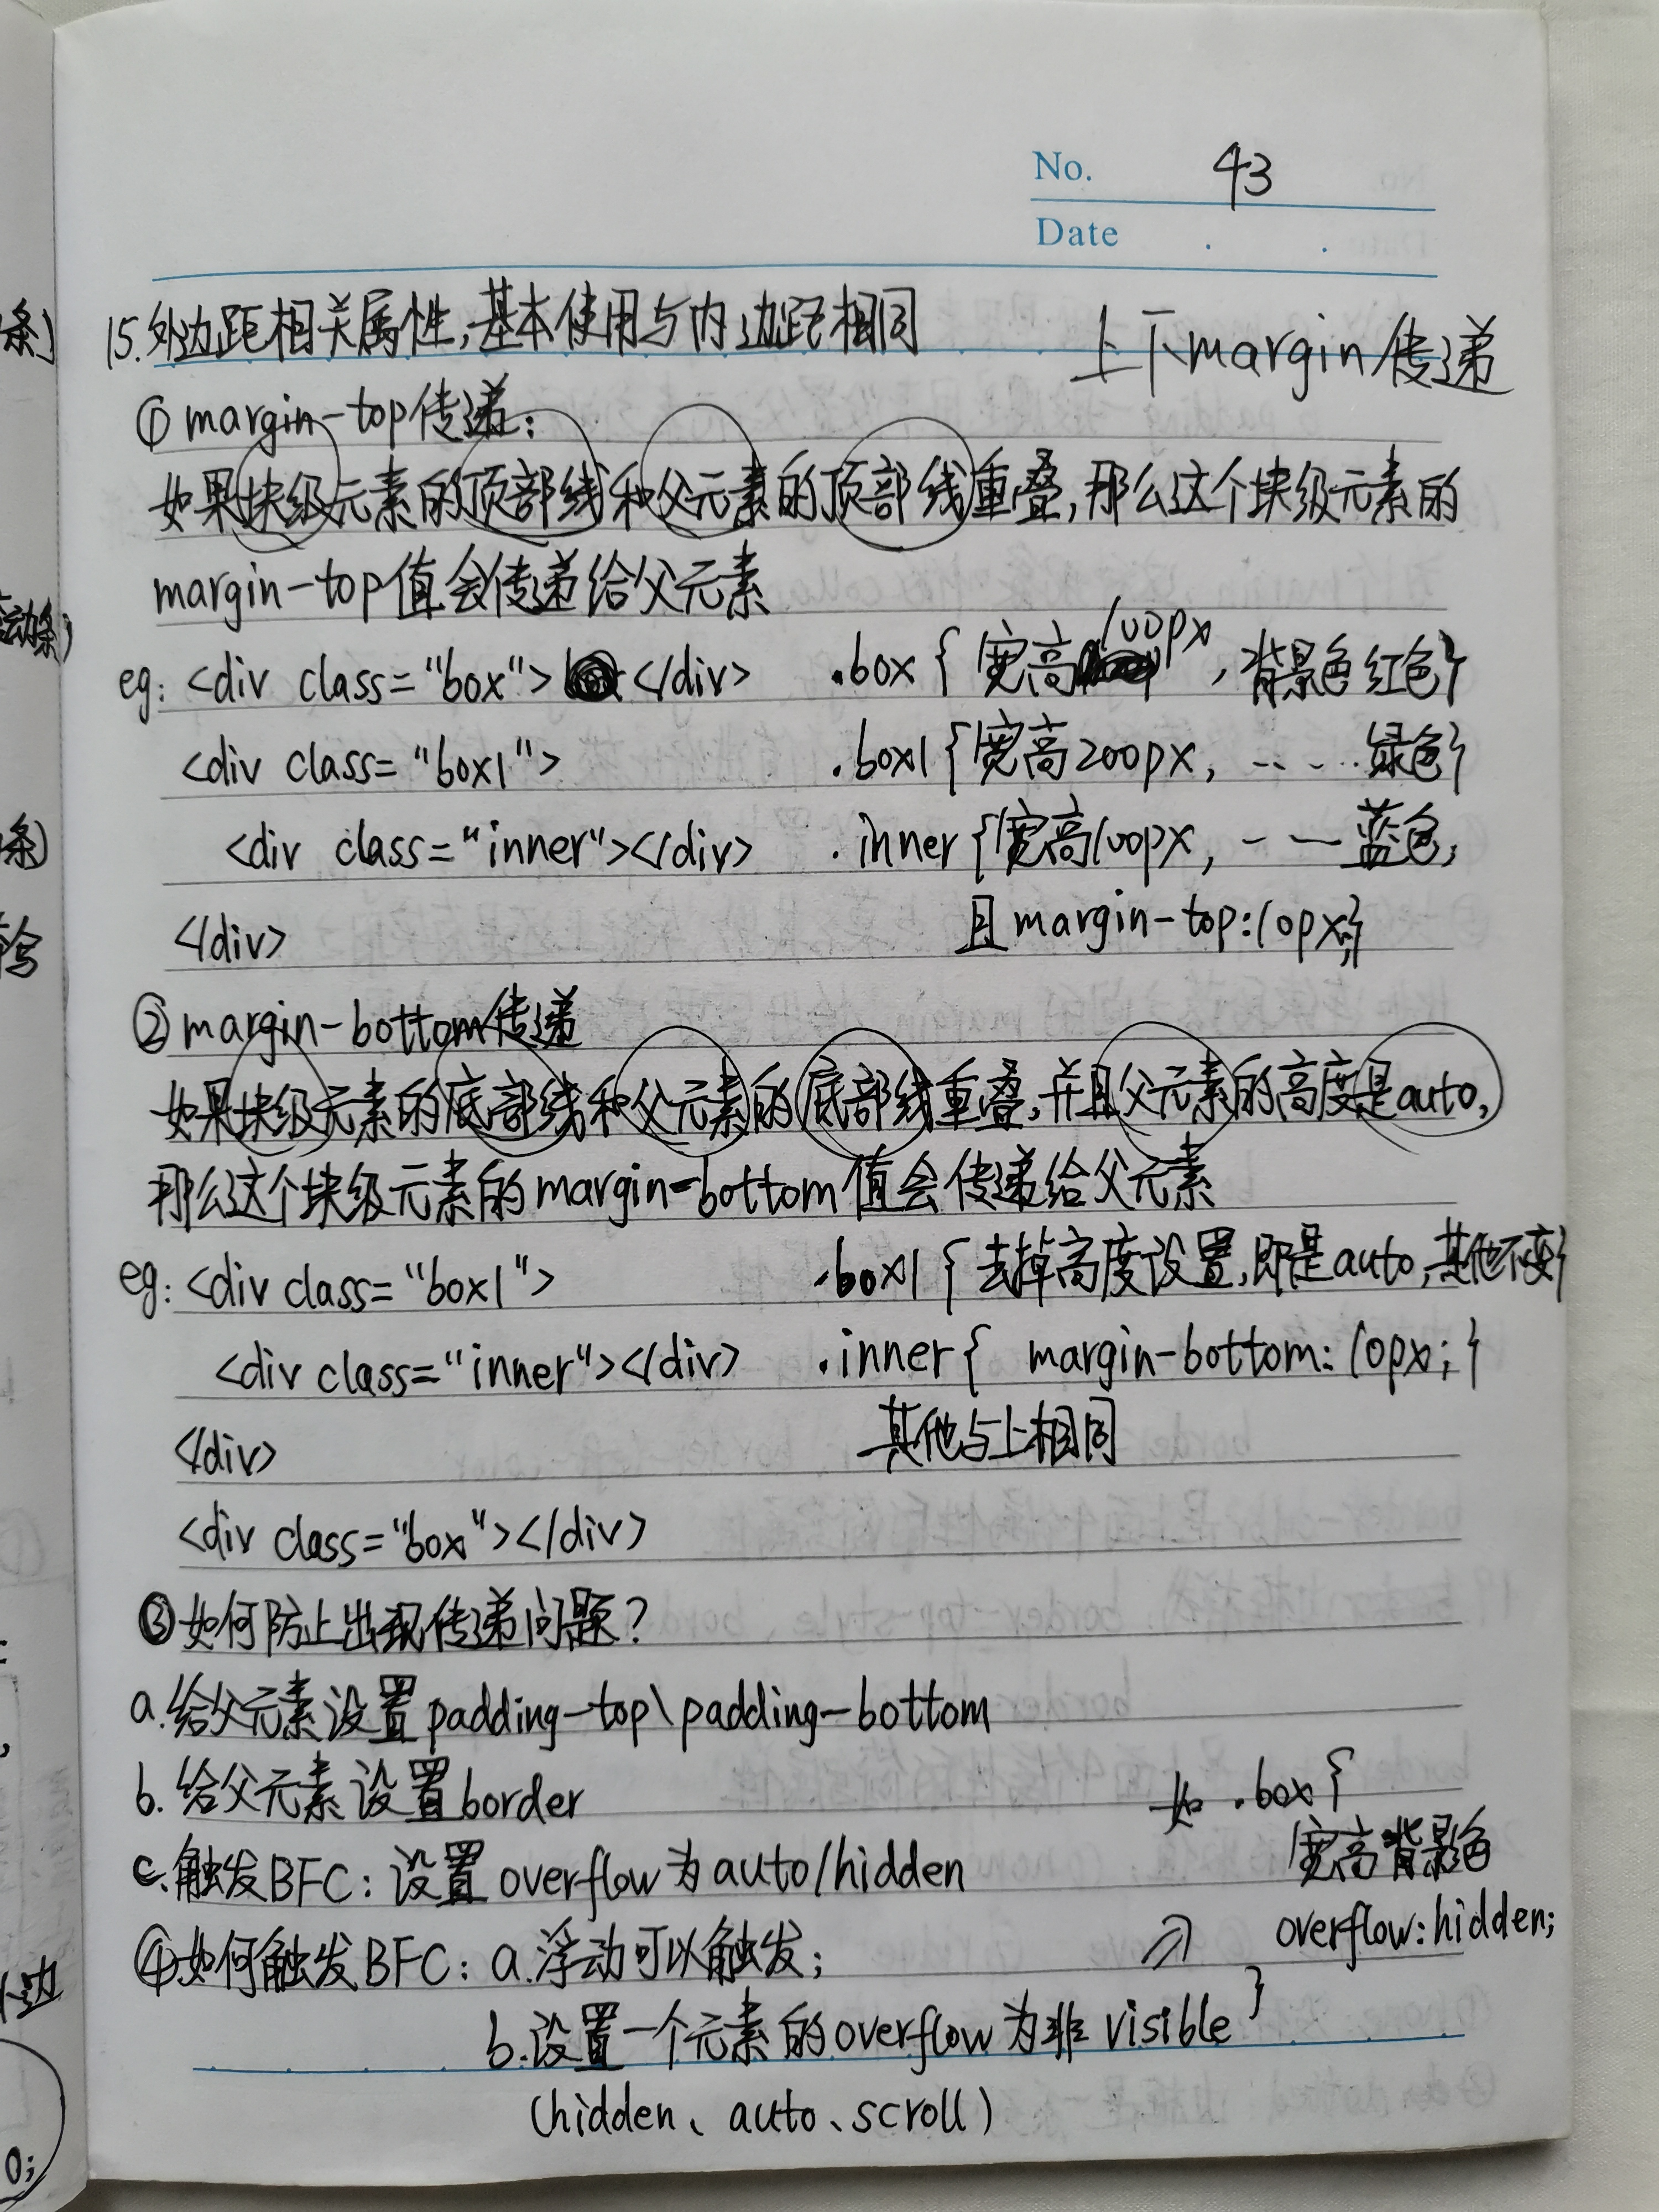 No. 43
Date . .
15.外边距相关属性,基本使用与内边距相同
上下margin传递
①margin-top传递:
如果块级元素的顶部线和父元素的顶部线重叠,那么这个块级元素的
margin-top值会传递给父元素
eg: <div class="box"></div> .box { 宽高100px, 背景色红色}
<div class="box1"> .box1{宽高200px, ‥‥‥绿色}
<div class="inner"></div> .inner{宽高100px, - —蓝色,
</div> 且margin-top:10px;}
②margin-bottom传递
如果块级元素的底部线和父元素的底部线重叠,并且父元素的高度是auto,
那么这个块级元素的margin-bottom值会传递给父元素
eg: <div class="box1"> .box1{去掉高度设置,即是auto,其他不变}
<div class="inner"></div> .inner{ margin-bottom: 10px; }
</div> 其他与上相同
<div class="box"></div>
③如何防止出现传递问题?
a.给父元素设置padding-top\padding-bottom
b.给父元素设置border
如 .box{
宽高背景色
c.触发BFC: 设置overflow为auto/hidden
overflow:hidden;
④如何触发BFC: a.浮动可以触发;
}
b.设置一个元素的overflow为非visible
(hidden、auto、scroll)
条)
动条)
条)
写
边
0;